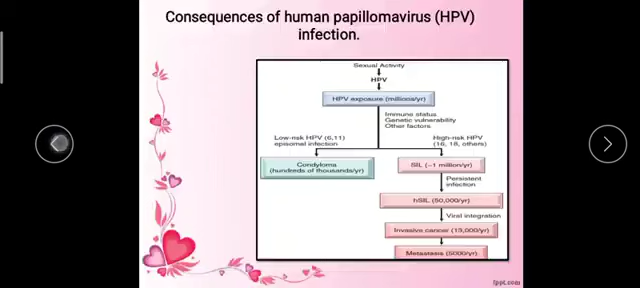 Consequences of human papillomavirus (HPV)
infection.
Sexual Activity
HPV
HPV exposure (millions/yr)
Immune status
Genetic vulnerability
Other factors
Low-risk HPV (6,11)
episomal infection
High-risk HPV
(16, 18, others)
Condyloma
(hundreds of thousands/yr)
SIL (~1 million/yr)
Persistent
infection
hSIL (50,000/yr)
Viral integration
Invasive cancer (13,000/yr)
Metastasis (5000/yr)
fppt.com